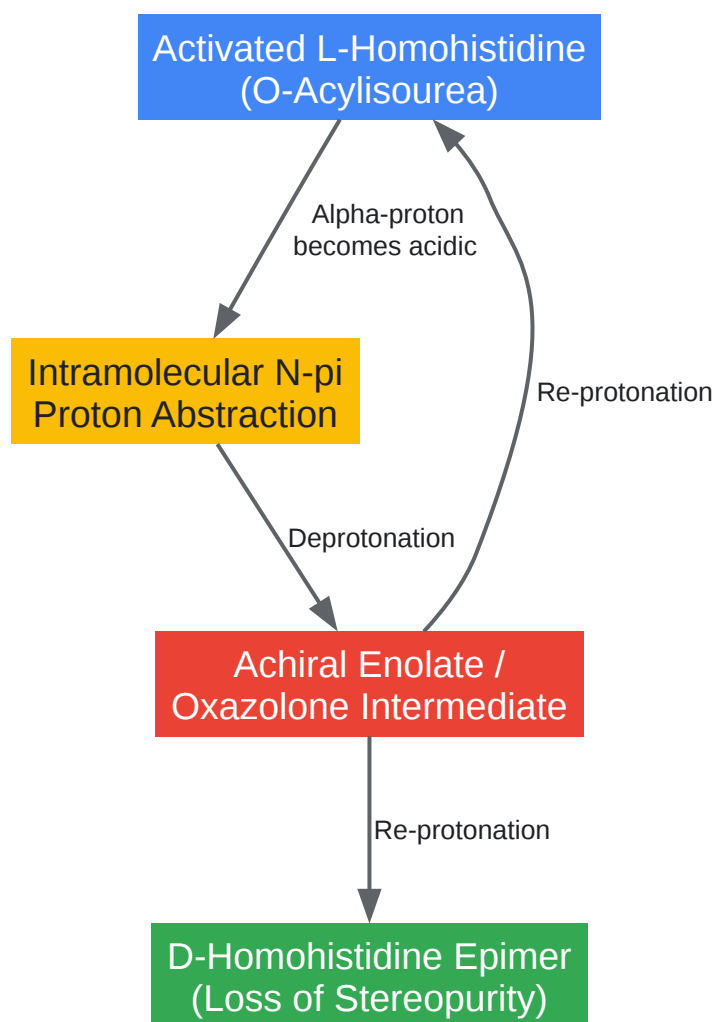 Activated L-Homohistidine
(O-Acylisourea)
Alpha-proton
becomes acidic
Intramolecular N-pi
Proton Abstraction
Re-protonation
Deprotonation
Achiral Enolate /
Oxazolone Intermediate
Re-protonation
D-Homohistidine Epimer
(Loss of Stereopurity)